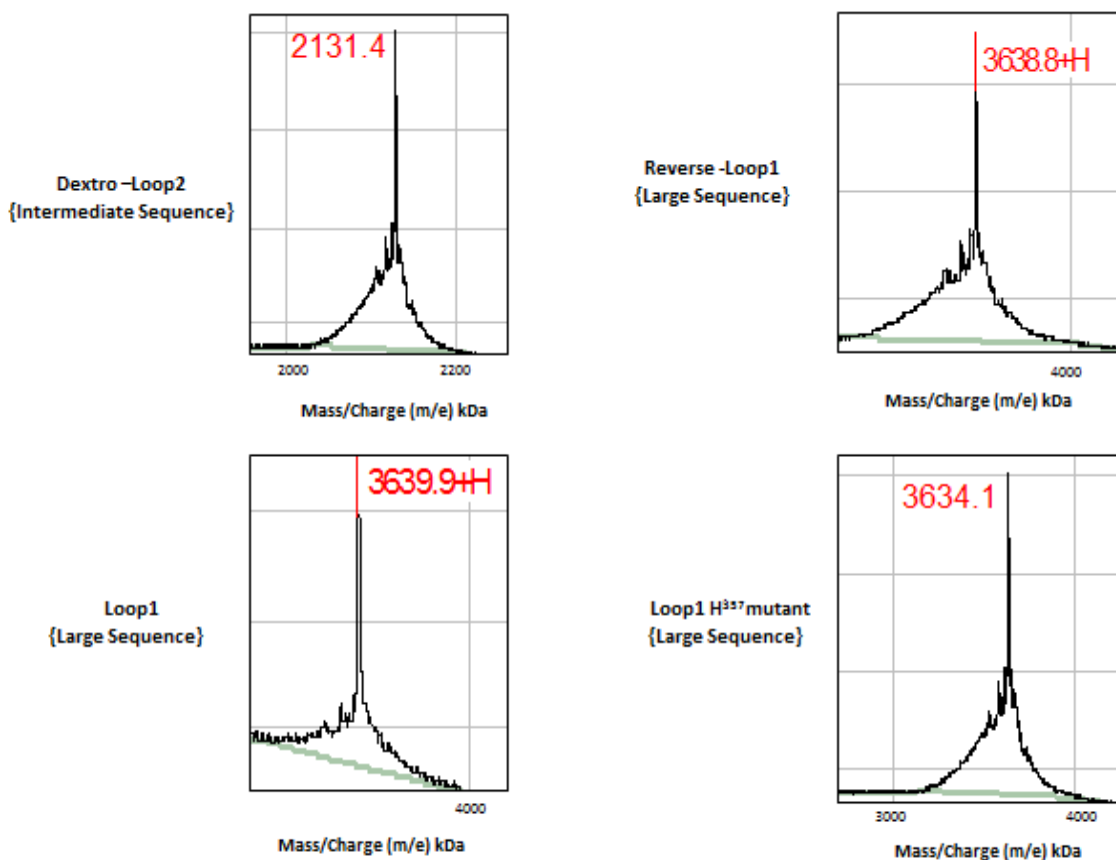 2131.4
Dextro –Loop2
{Intermediate Sequence}
2000 2200
Mass/Charge (m/e) kDa
3638.8+H
Reverse -Loop1
{Large Sequence}
4000
Mass/Charge (m/e) kDa
3639.9+H
Loop1
{Large Sequence}
4000
Mass/Charge (m/e) kDa
3634.1
Loop1 H³⁵⁷mutant
{Large Sequence}
3000 4000
Mass/Charge (m/e) kDa